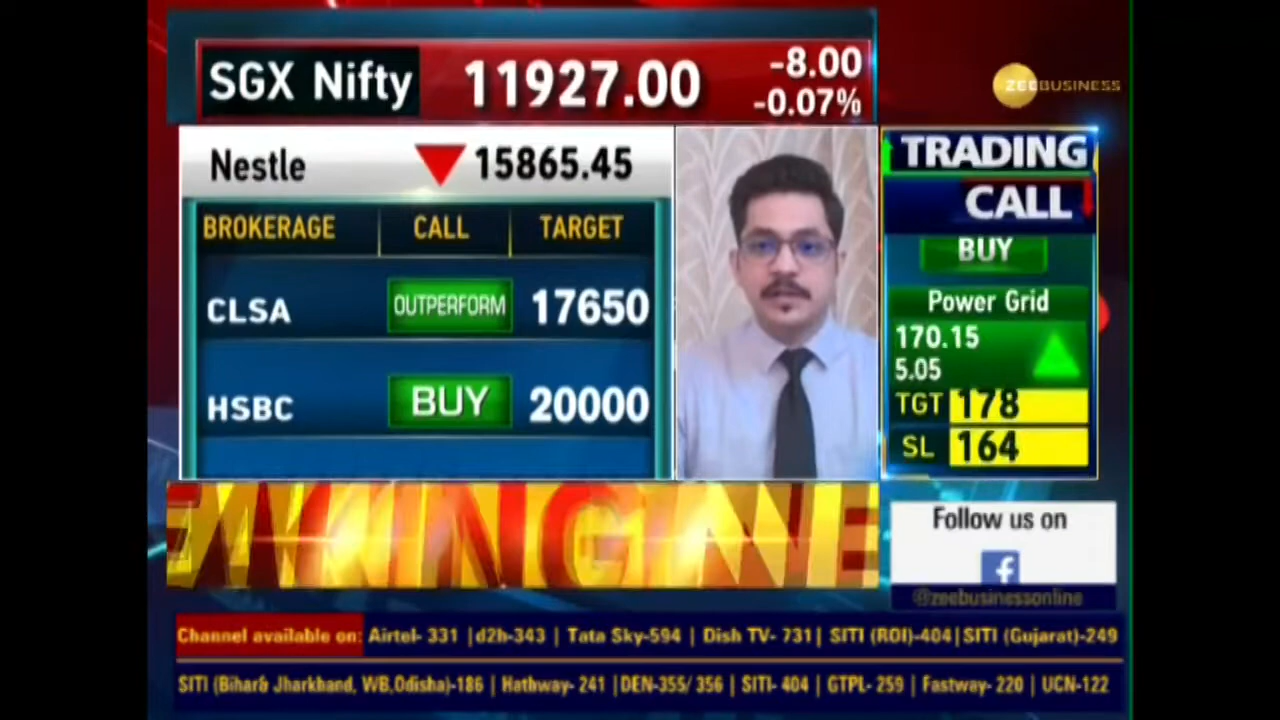 SGX Nifty 11927.00 -8.00
-0.07%
ZEEBUSINESS
Nestle 15865.45
BROKERAGE CALL TARGET
CLSA OUTPERFORM 17650
HSBC BUY 20000
TRADING
CALL
BUY
Power Grid
170.15
5.05
TGT 178
SL 164
Follow us on
f
@zeebusinessonline
Channel available on: Airtel- 331 |d2h-343 | Tata Sky-594 | Dish TV- 731| SITI (ROI)-404|SITI (Gujarat)-249
SITI (Bihar& Jharkhand, WB,Odisha)-186 | Hathway- 241 |DEN-355/ 356 | SITI- 404 | GTPL- 259 | Fastway- 220 | UCN-122